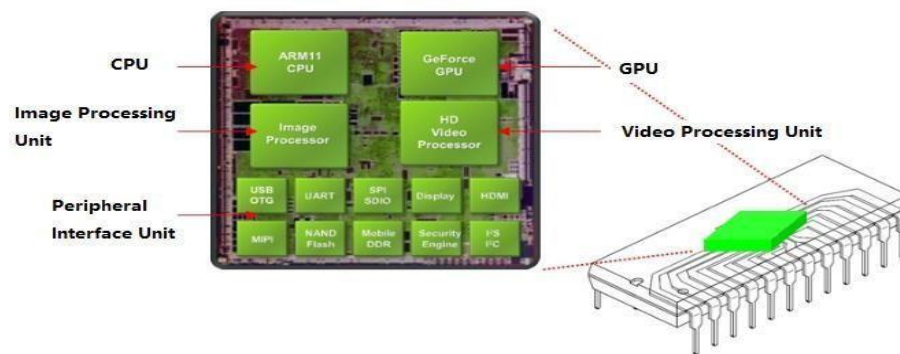 CPU
ARM11
CPU
GeForce
GPU
GPU
Image Processing
Unit
Image
Processor
HD
Video
Processor
Video Processing Unit
Peripheral
Interface Unit
USB
OTG
UART
SPI
SDIO
Display
HDMI
MIPI
NAND
Flash
Mobile
DDR
Security
Engine
I²S
I²C